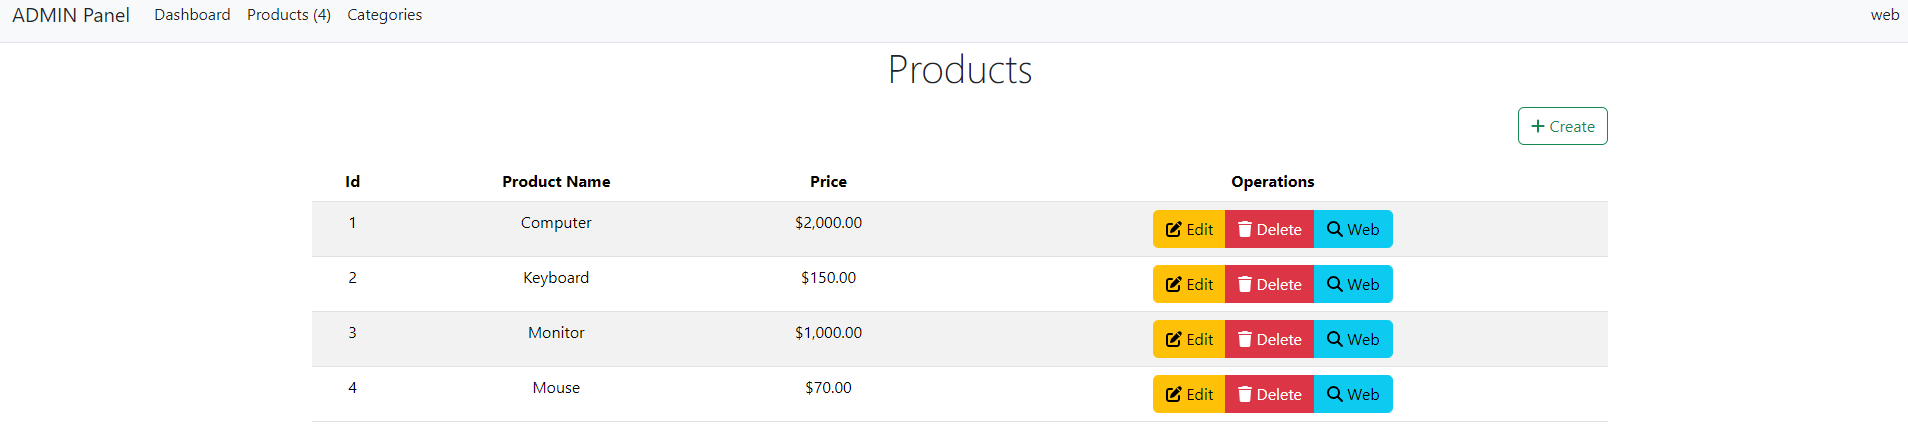 ADMIN Panel Dashboard Products (4) Categories web
Products
+ Create
Id Product Name Price Operations
1 Computer $2,000.00 Edit Delete Web
2 Keyboard $150.00 Edit Delete Web
3 Monitor $1,000.00 Edit Delete Web
4 Mouse $70.00 Edit Delete Web